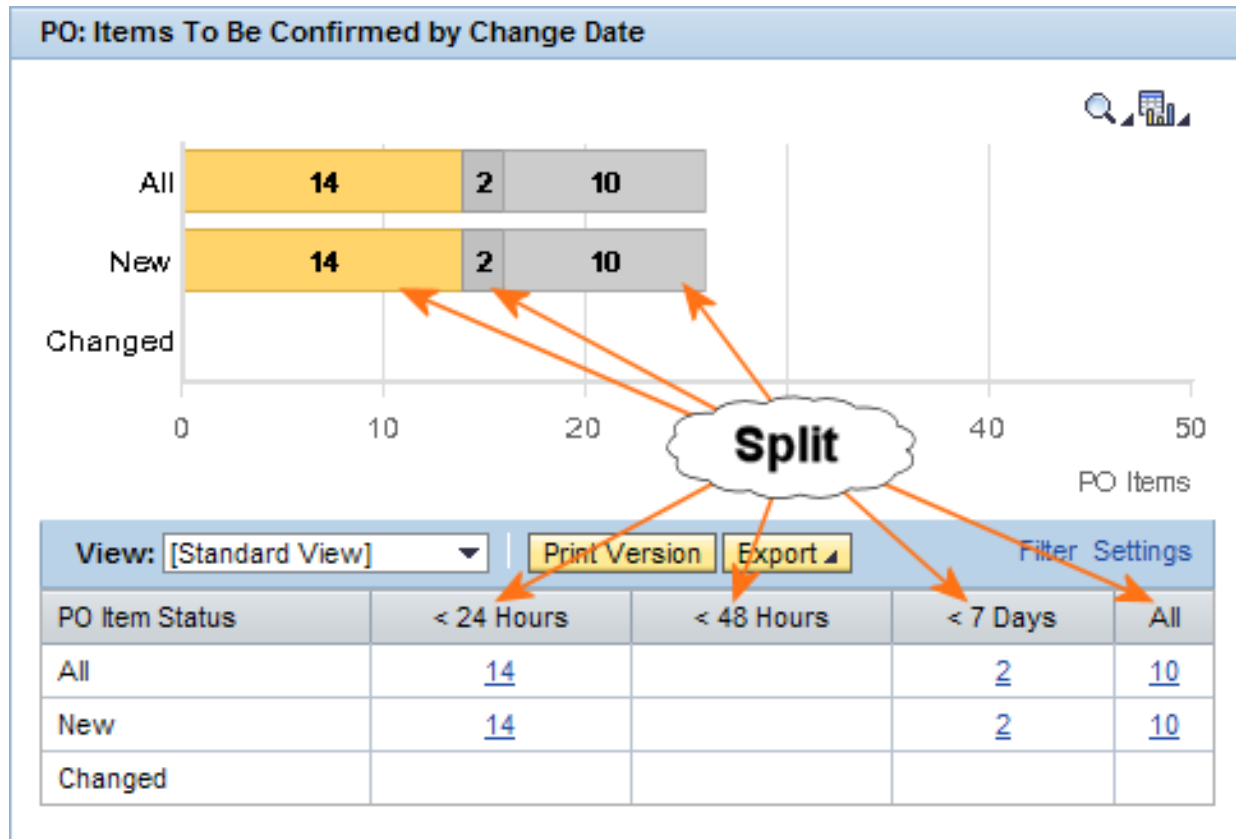 PO: Items To Be Confirmed by Change Date
All 14 2 10
New 14 2 10
Changed
0 10 20 40 50
Split
PO Items
View: [Standard View] Print Version Export Filter Settings
PO Item Status < 24 Hours < 48 Hours < 7 Days All
All 14 2 10
New 14 2 10
Changed